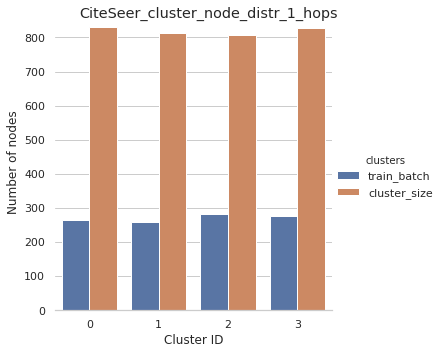 CiteSeer_cluster_node_distr_1_hops
800
700
600
500
400
300
200
100
0
Number of nodes
0 1 2 3
Cluster ID
clusters
train_batch
cluster_size